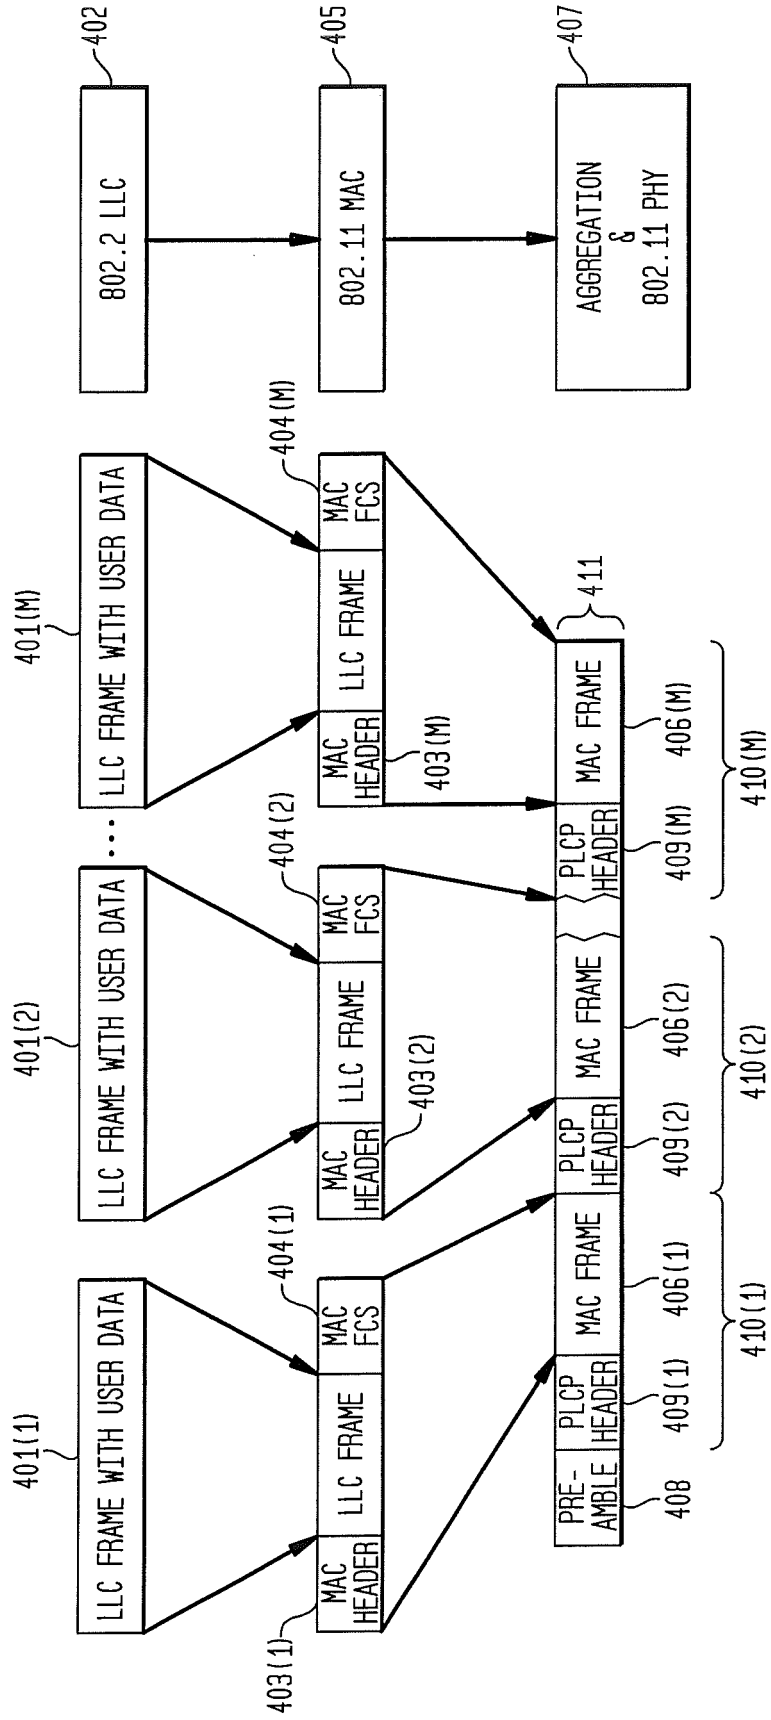 401(1)
401(2)
401(M)
402
LLC FRAME WITH USER DATA
LLC FRAME WITH USER DATA
...
LLC FRAME WITH USER DATA
802.2 LLC
403(1)
404(1)
404(2)
404(M)
405
MAC
HEADER
LLC FRAME
MAC
FCS
MAC
HEADER
LLC FRAME
MAC
FCS
MAC
HEADER
LLC FRAME
MAC
FCS
802.11 MAC
403(2)
403(M)
411
407
PRE-
AMBLE
PLCP
HEADER
MAC FRAME
PLCP
HEADER
MAC FRAME
PLCP
HEADER
MAC FRAME
AGGREGATION
&
802.11 PHY
408
409(1)
406(1)
409(2)
406(2)
409(M)
406(M)
410(1)
410(2)
410(M)